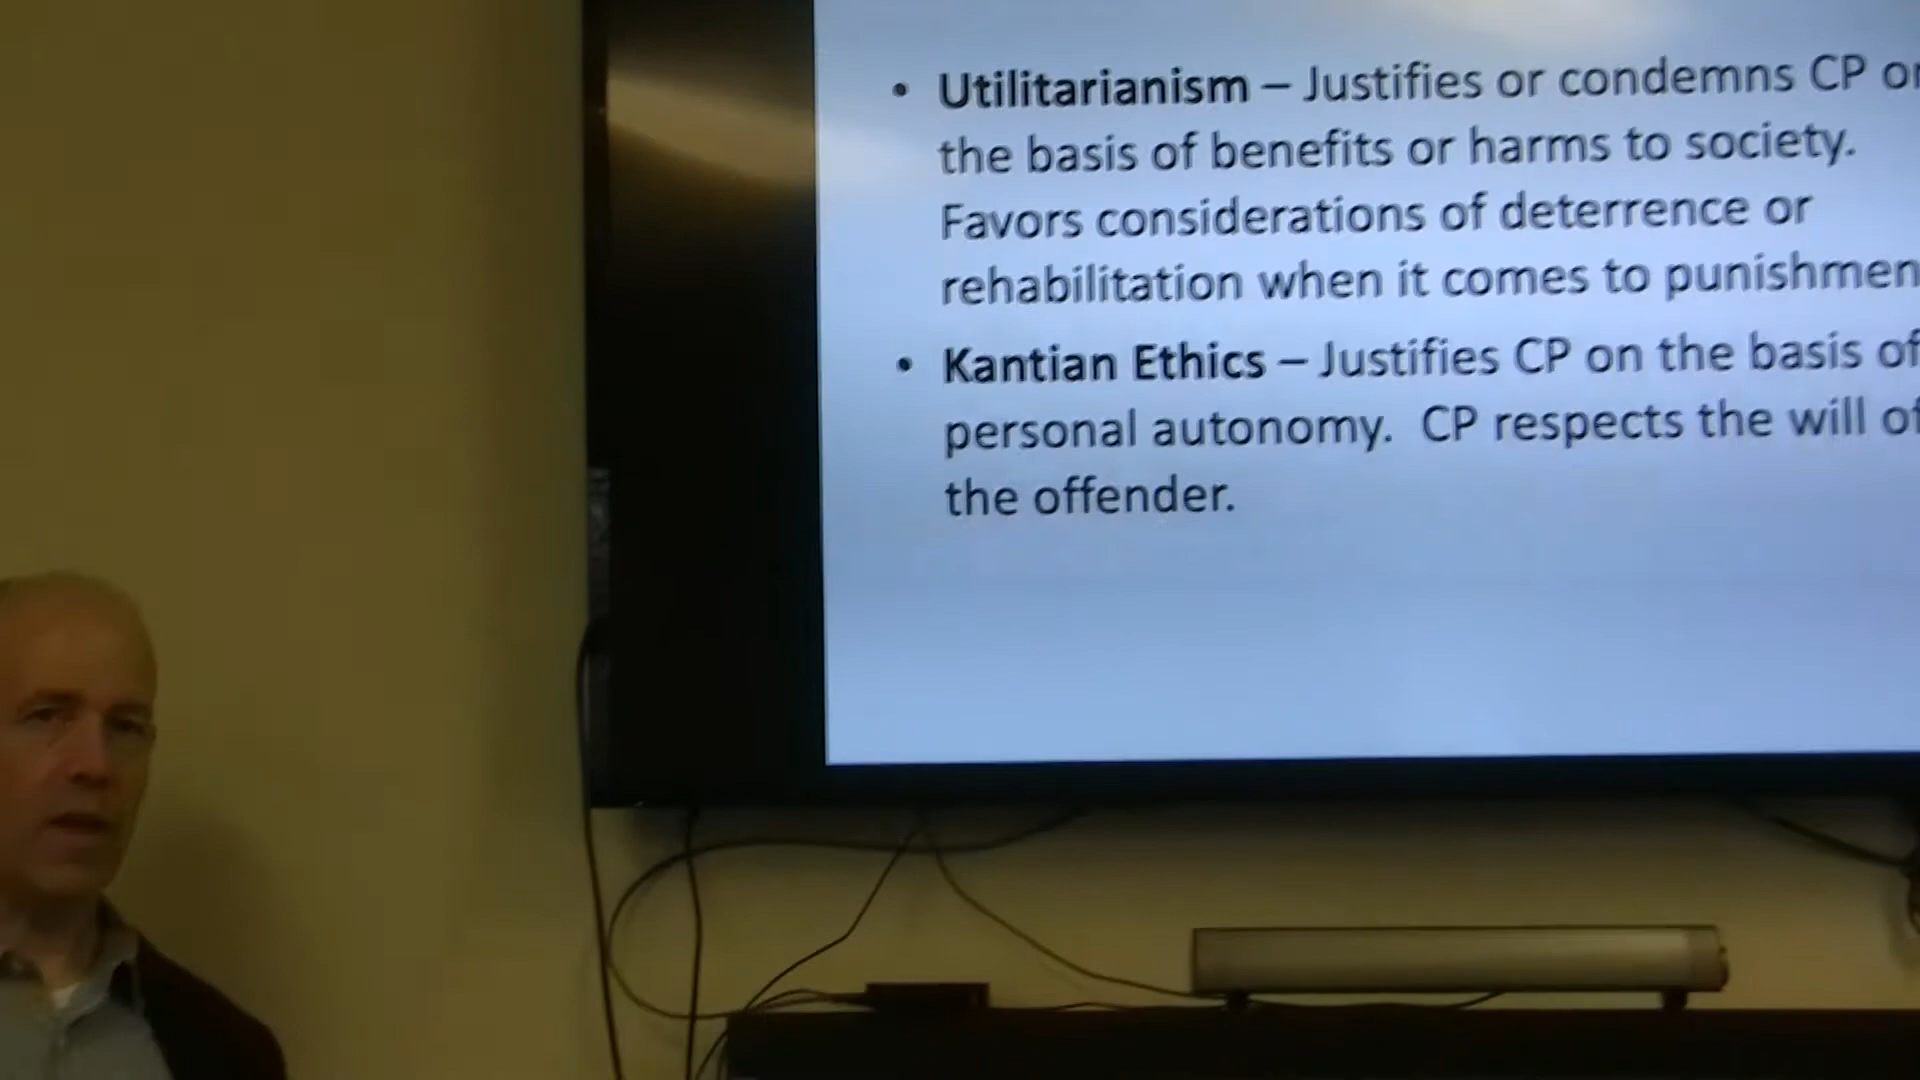 • Utilitarianism – Justifies or condemns CP
the basis of benefits or harms to society.
Favors considerations of deterrence or
rehabilitation when it comes to
• Kantian Ethics – Justifies CP on the basis of
personal autonomy. CP respects the will of
the offender.